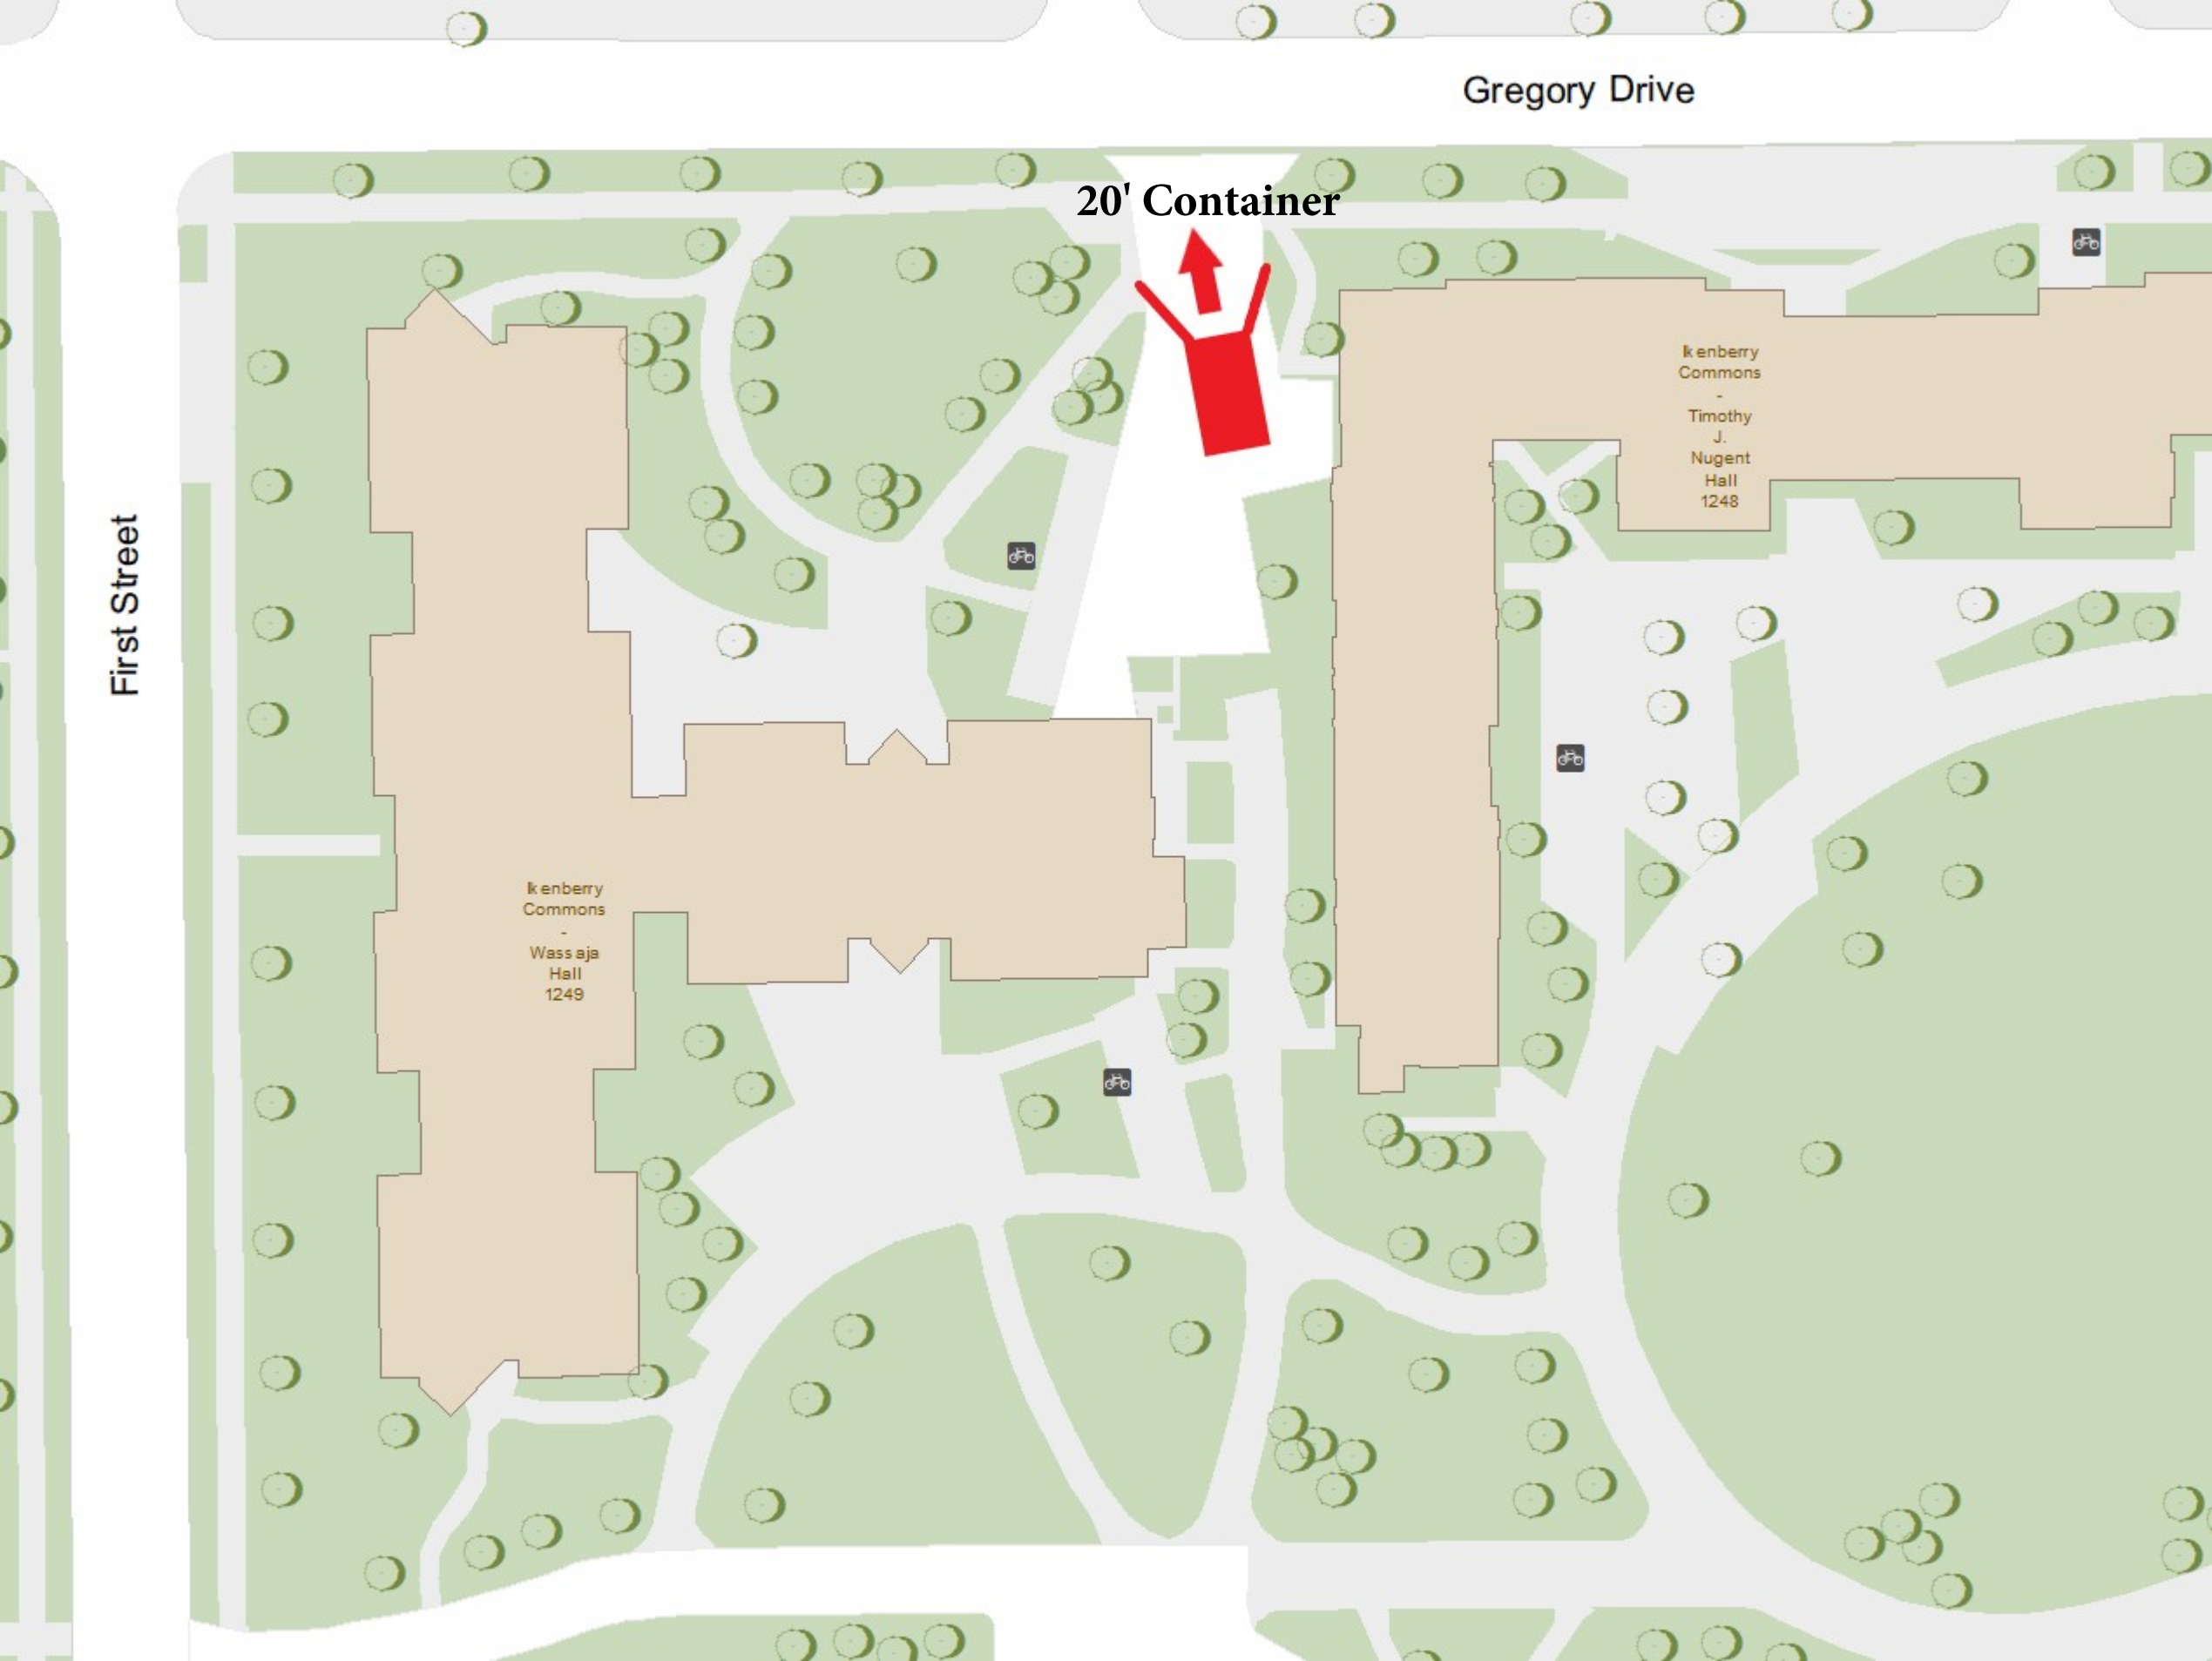 Gregory Drive
20' Container
Ikenberry
Commons
-
Timothy
J.
Nugent
Hall
1248
First Street
Ikenberry
Commons
-
Wassaja
Hall
1249